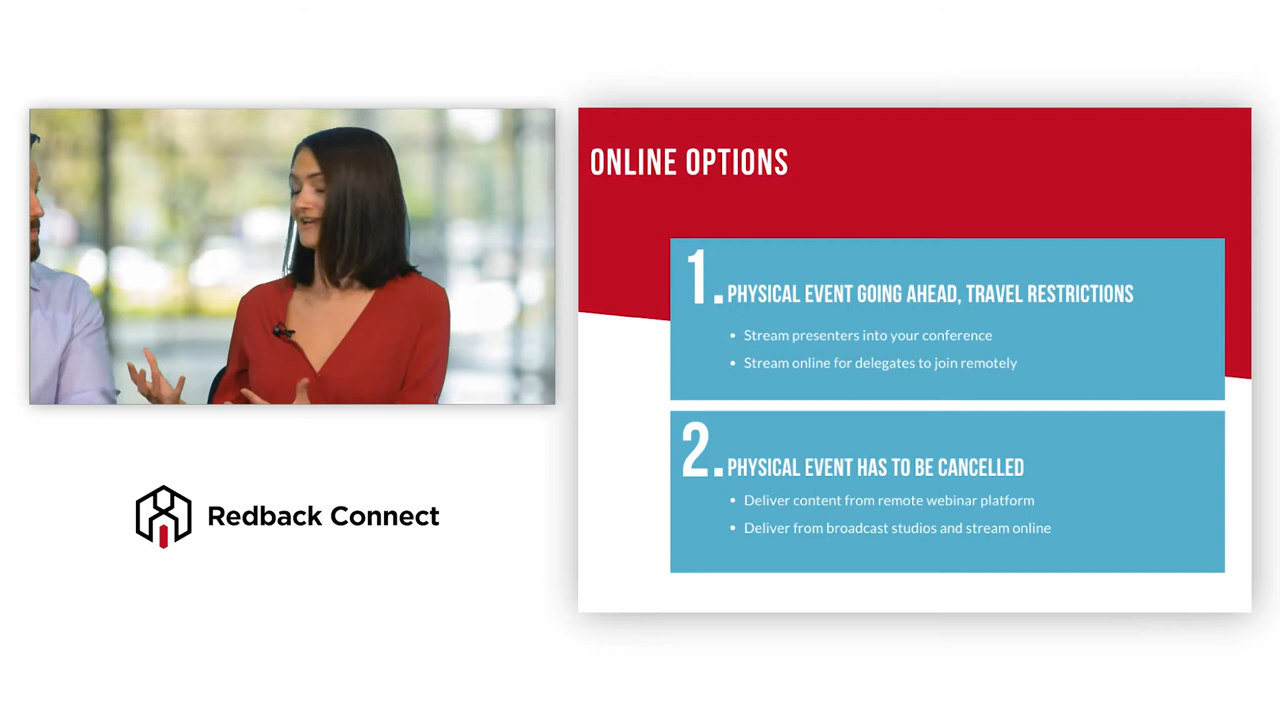 ONLINE OPTIONS
1. PHYSICAL EVENT GOING AHEAD, TRAVEL RESTRICTIONS
• Stream presenters into your conference
• Stream online for delegates to join remotely
2. PHYSICAL EVENT HAS TO BE CANCELLED
• Deliver content from remote webinar platform
• Deliver from broadcast studios and stream online
Redback Connect